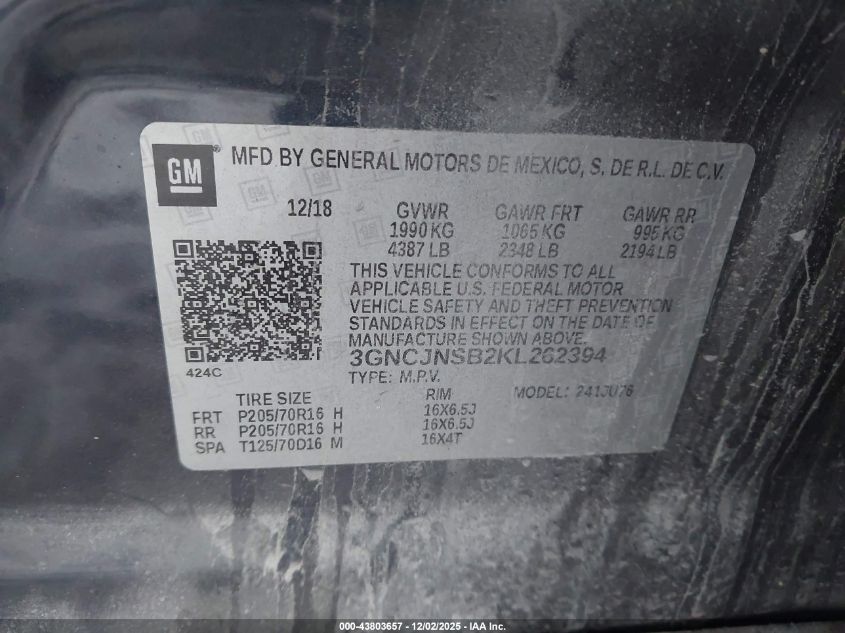 GM
MFD BY GENERAL MOTORS DE MEXICO, S. DE R.L. DE C.V.
12/18 GVWR GAWR FRT GAWR RR
1990 KG 1065 KG 995 KG
4387 LB 2348 LB 2194 LB
THIS VEHICLE CONFORMS TO ALL
APPLICABLE U.S. FEDERAL MOTOR
VEHICLE SAFETY AND THEFT PREVENTION
STANDARDS IN EFFECT ON THE DATE OF
MANUFACTURE SHOWN ABOVE.
3GNCJNSB2KL262394
424C
TYPE: M.P.V. MODEL: 241JU76
TIRE SIZE RIM
FRT P205/70R16 H 16X6.5J
RR P205/70R16 H 16X6.5J
SPA T125/70D16 M 16X4T
000-43803657 - 12/02/2025 - IAA Inc.